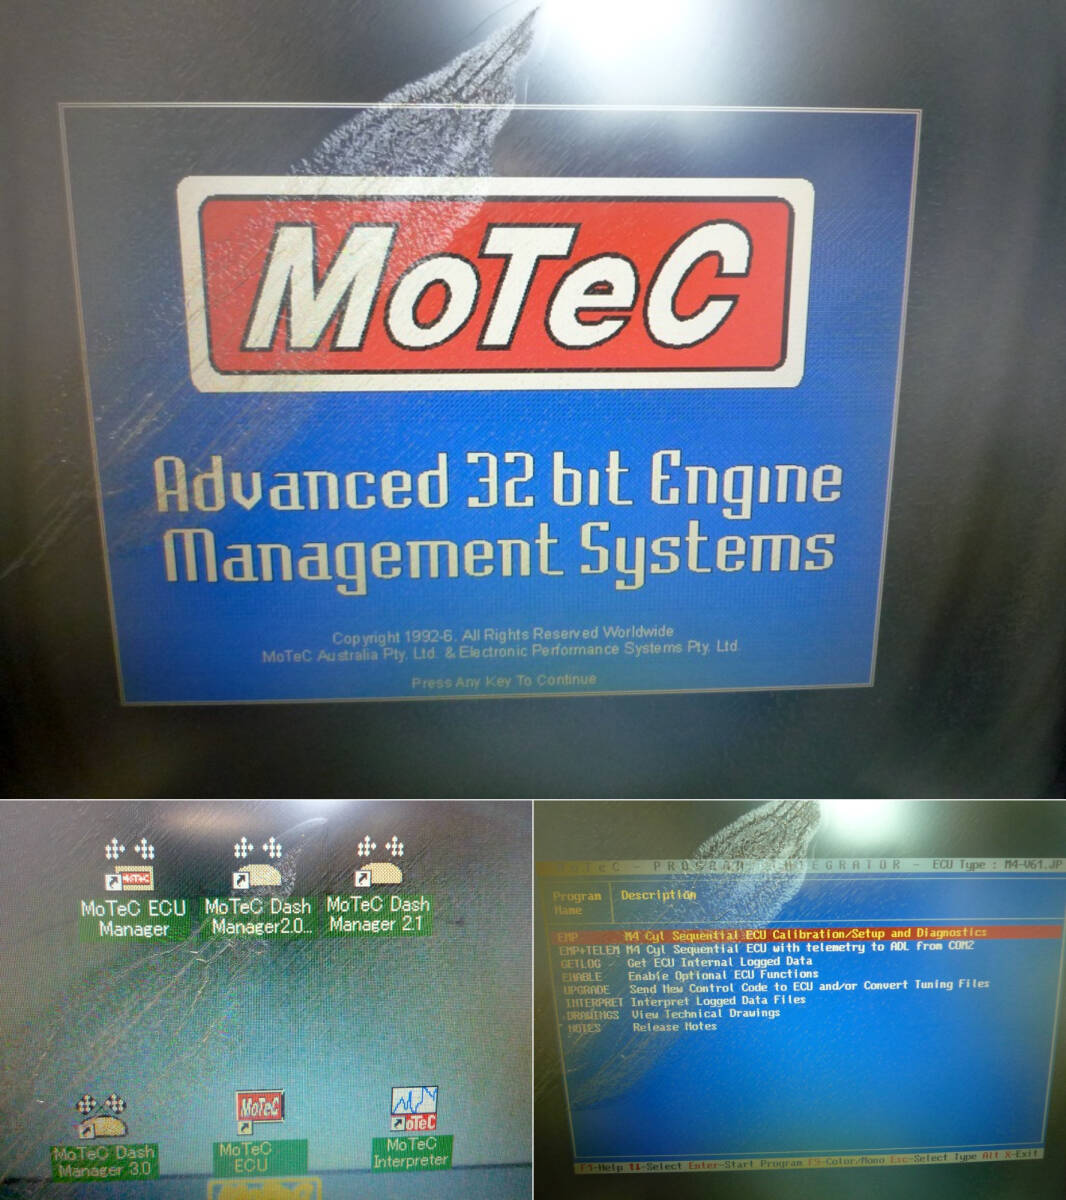 MoTeC
Advanced 32 bit Engine
Management Systems
Copyright 1992-6. All Rights Reserved Worldwide
MoTeC Australia Pty. Ltd. & Electronic Performance Systems Pty. Ltd.
Press Any Key To Continue
MoTeC
MoTeC ECU
Manager
MoTeC Dash
Manager2.0...
MoTeC Dash
Manager 2.1
MoTeC Dash
Manager 3.0
MoTeC
MoTeC
ECU
oTeC
MoTeC
Interpreter
MoTeC - PROGRAM INTEGRATOR - ECU Type : M4-V61.JP
Program
Name
Description
EMP M4 Cyl Sequential ECU Calibration/Setup and Diagnostics
EMP+TELEM M4 Cyl Sequential ECU with telemetry to ADL from COM2
GETLOG Get ECU Internal Logged Data
ENABLE Enable Optional ECU Functions
UPGRADE Send New Control Code to ECU and/or Convert Tuning Files
INTERPRET Interpret Logged Data Files
DRAWINGS View Technical Drawings
NOTES Release Notes
F1-Help ↑↓-Select Enter-Start Program F9-Color/Mono Esc-Select Type Alt X-Exit